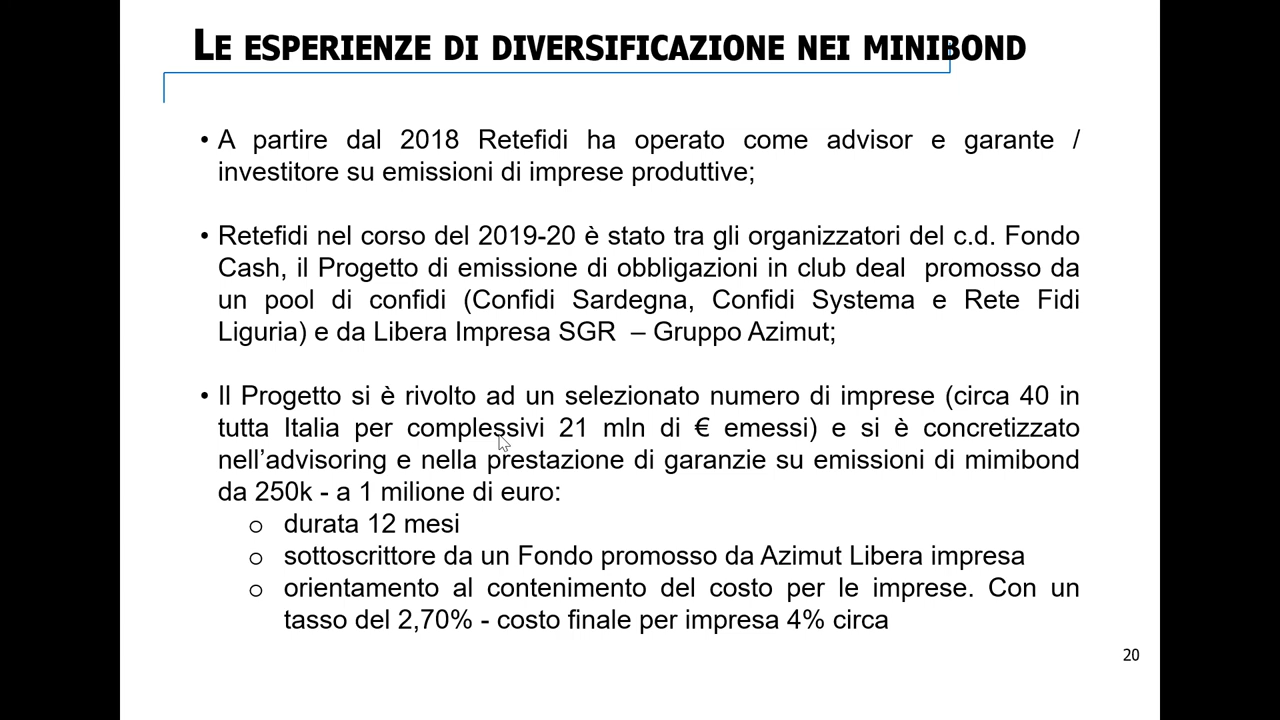 LE ESPERIENZE DI DIVERSIFICAZIONE NEI MINIBOND
• A partire dal 2018 Retefidi ha operato come advisor e garante /
investitore su emissioni di imprese produttive;
• Retefidi nel corso del 2019-20 è stato tra gli organizzatori del c.d. Fondo
Cash, il Progetto di emissione di obbligazioni in club deal promosso da
un pool di confidi (Confidi Sardegna, Confidi Systema e Rete Fidi
Liguria) e da Libera Impresa SGR – Gruppo Azimut;
• Il Progetto si è rivolto ad un selezionato numero di imprese (circa 40 in
tutta Italia per complessivi 21 mln di € emessi) e si è concretizzato
nell’advisoring e nella prestazione di garanzie su emissioni di mimibond
da 250k - a 1 milione di euro:
o durata 12 mesi
o sottoscrittore da un Fondo promosso da Azimut Libera impresa
o orientamento al contenimento del costo per le imprese. Con un
tasso del 2,70% - costo finale per impresa 4% circa
20